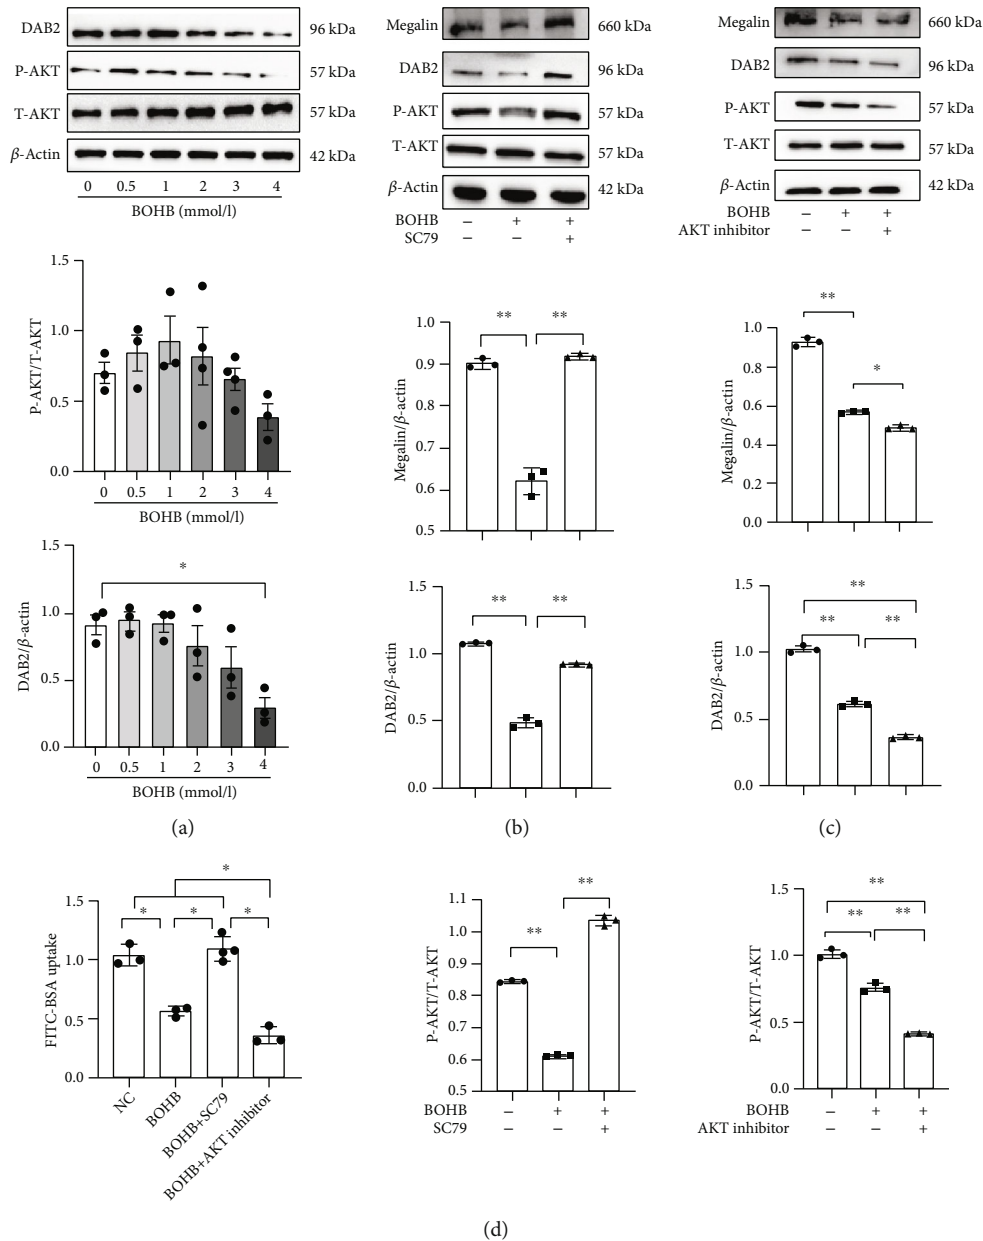 DAB2 96 kDa
P-AKT 57 kDa
T-AKT 57 kDa
β-Actin 42 kDa
0 0.5 1 2 3 4
BOHB (mmol/l)
Megalin 660 kDa
DAB2 96 kDa
P-AKT 57 kDa
T-AKT 57 kDa
β-Actin 42 kDa
BOHB − + +
SC79 − − +
Megalin 660 kDa
DAB2 96 kDa
P-AKT 57 kDa
T-AKT 57 kDa
β-Actin 42 kDa
BOHB − + +
AKT inhibitor − − +
P-AKT/T-AKT
1.5
1.0
0.5
0.0
0 0.5 1 2 3 4
BOHB (mmol/l)
DAB2/β-actin
1.5
1.0
0.5
0.0
*
0 0.5 1 2 3 4
BOHB (mmol/l)
(a)
Megalin/β-actin
1.0
0.9
0.8
0.7
0.6
0.5
** **
DAB2/β-actin
1.5
1.0
0.5
0.0
** **
(b)
Megalin/β-actin
1.0
0.8
0.6
0.4
0.2
0.0
**
*
DAB2/β-actin
1.5
1.0
0.5
0.0
**
** **
(c)
FITC-BSA uptake
1.5
1.0
0.5
0.0
*
* * *
NC
BOHB
BOHB+SC79
BOHB+AKT inhibitor
P-AKT/T-AKT
1.1
1.0
0.9
0.8
0.7
0.6
0.5
**
**
BOHB − + +
SC79 − − +
P-AKT/T-AKT
1.5
1.0
0.5
0.0
**
** **
BOHB − + +
AKT inhibitor − − +
(d)